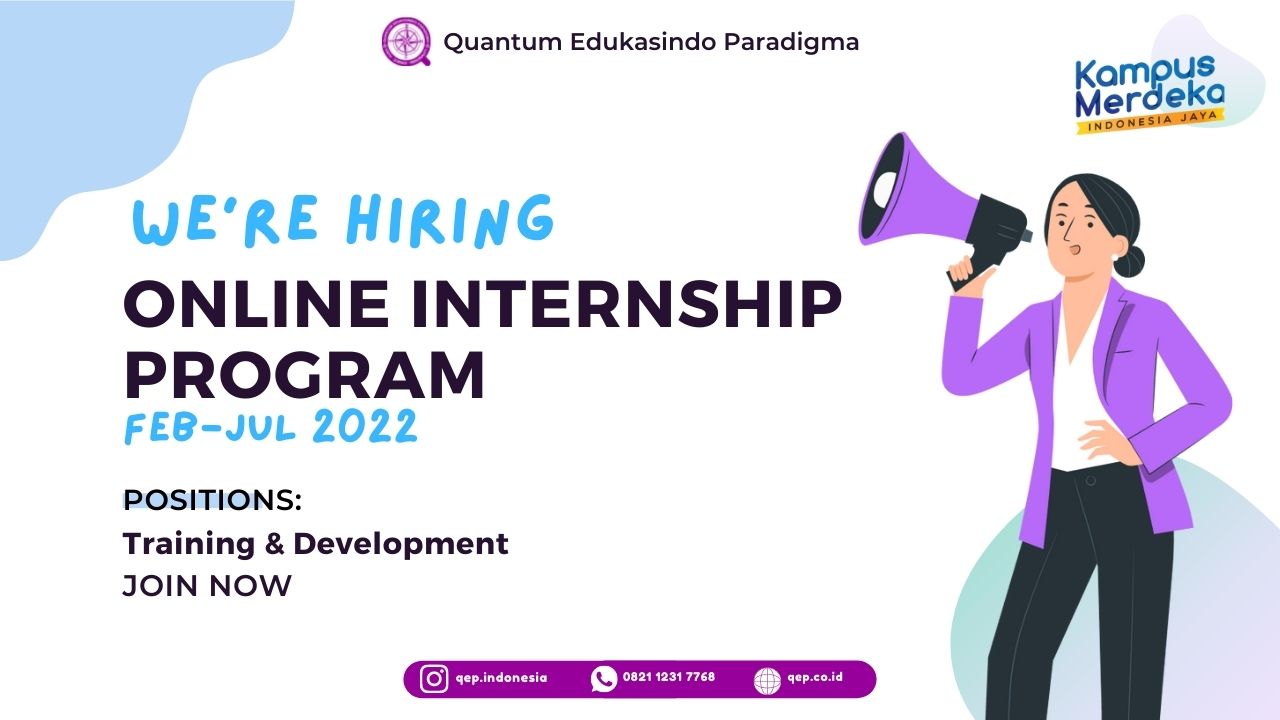 Quantum Edukasindo Paradigma
Kampus
Merdeka
INDONESIA JAYA
WE'RE HIRING
ONLINE INTERNSHIP
PROGRAM
FEB-JUL 2022
POSITIONS:
Training & Development
JOIN NOW
qep.indonesia
0821 1231 7768
qep.co.id